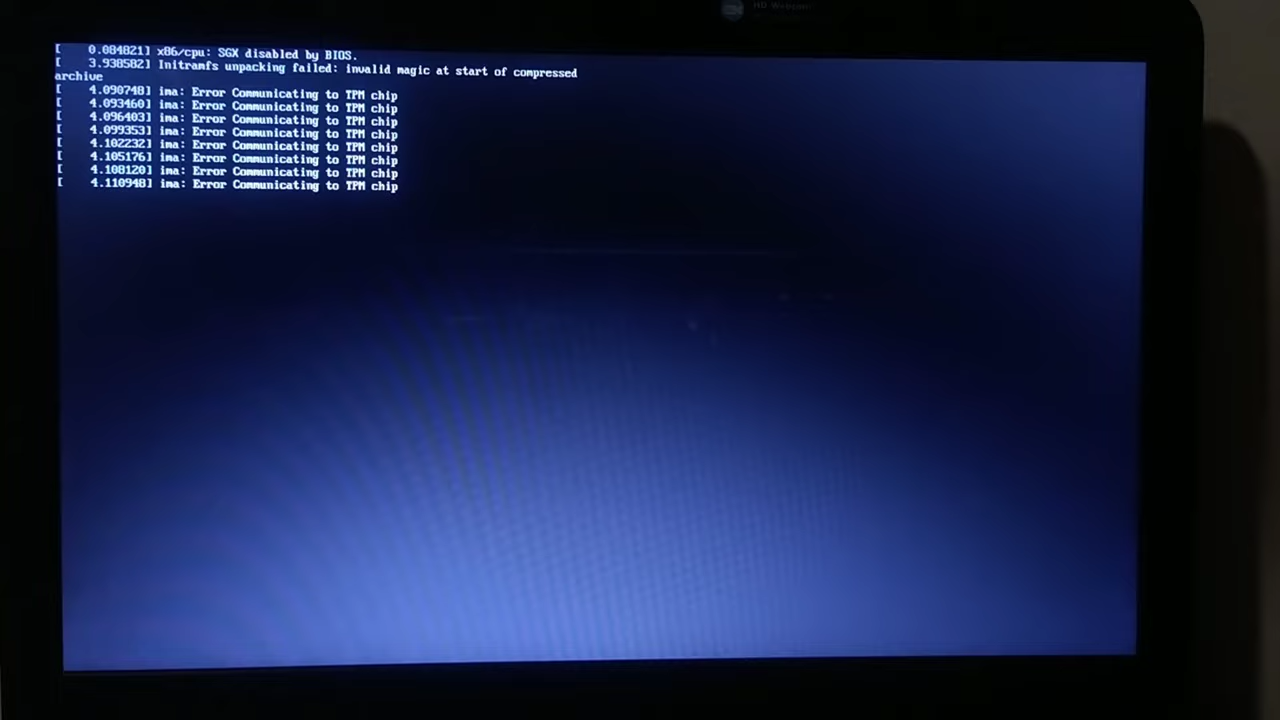 HD Webcam
[    0.084821] x86/cpu: SGX disabled by BIOS.
[    3.938582] Initramfs unpacking failed: invalid magic at start of compressed
archive
[    4.090748] ima: Error Communicating to TPM chip
[    4.093460] ima: Error Communicating to TPM chip
[    4.096403] ima: Error Communicating to TPM chip
[    4.099353] ima: Error Communicating to TPM chip
[    4.102232] ima: Error Communicating to TPM chip
[    4.105176] ima: Error Communicating to TPM chip
[    4.108120] ima: Error Communicating to TPM chip
[    4.110948] ima: Error Communicating to TPM chip